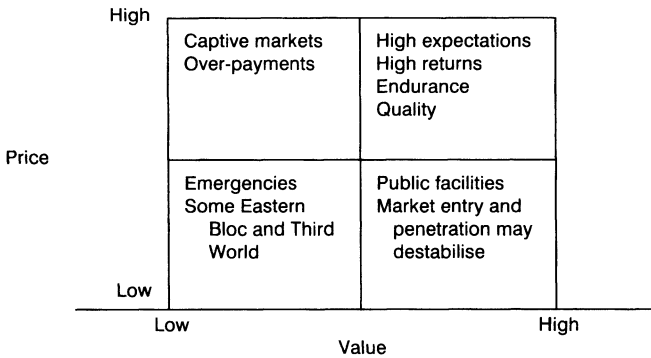 High
Captive markets
Over-payments
High expectations
High returns
Endurance
Quality
Price
Emergencies
Some Eastern
Bloc and Third
World
Public facilities
Market entry and
penetration may
destabilise
Low
Low
High
Value